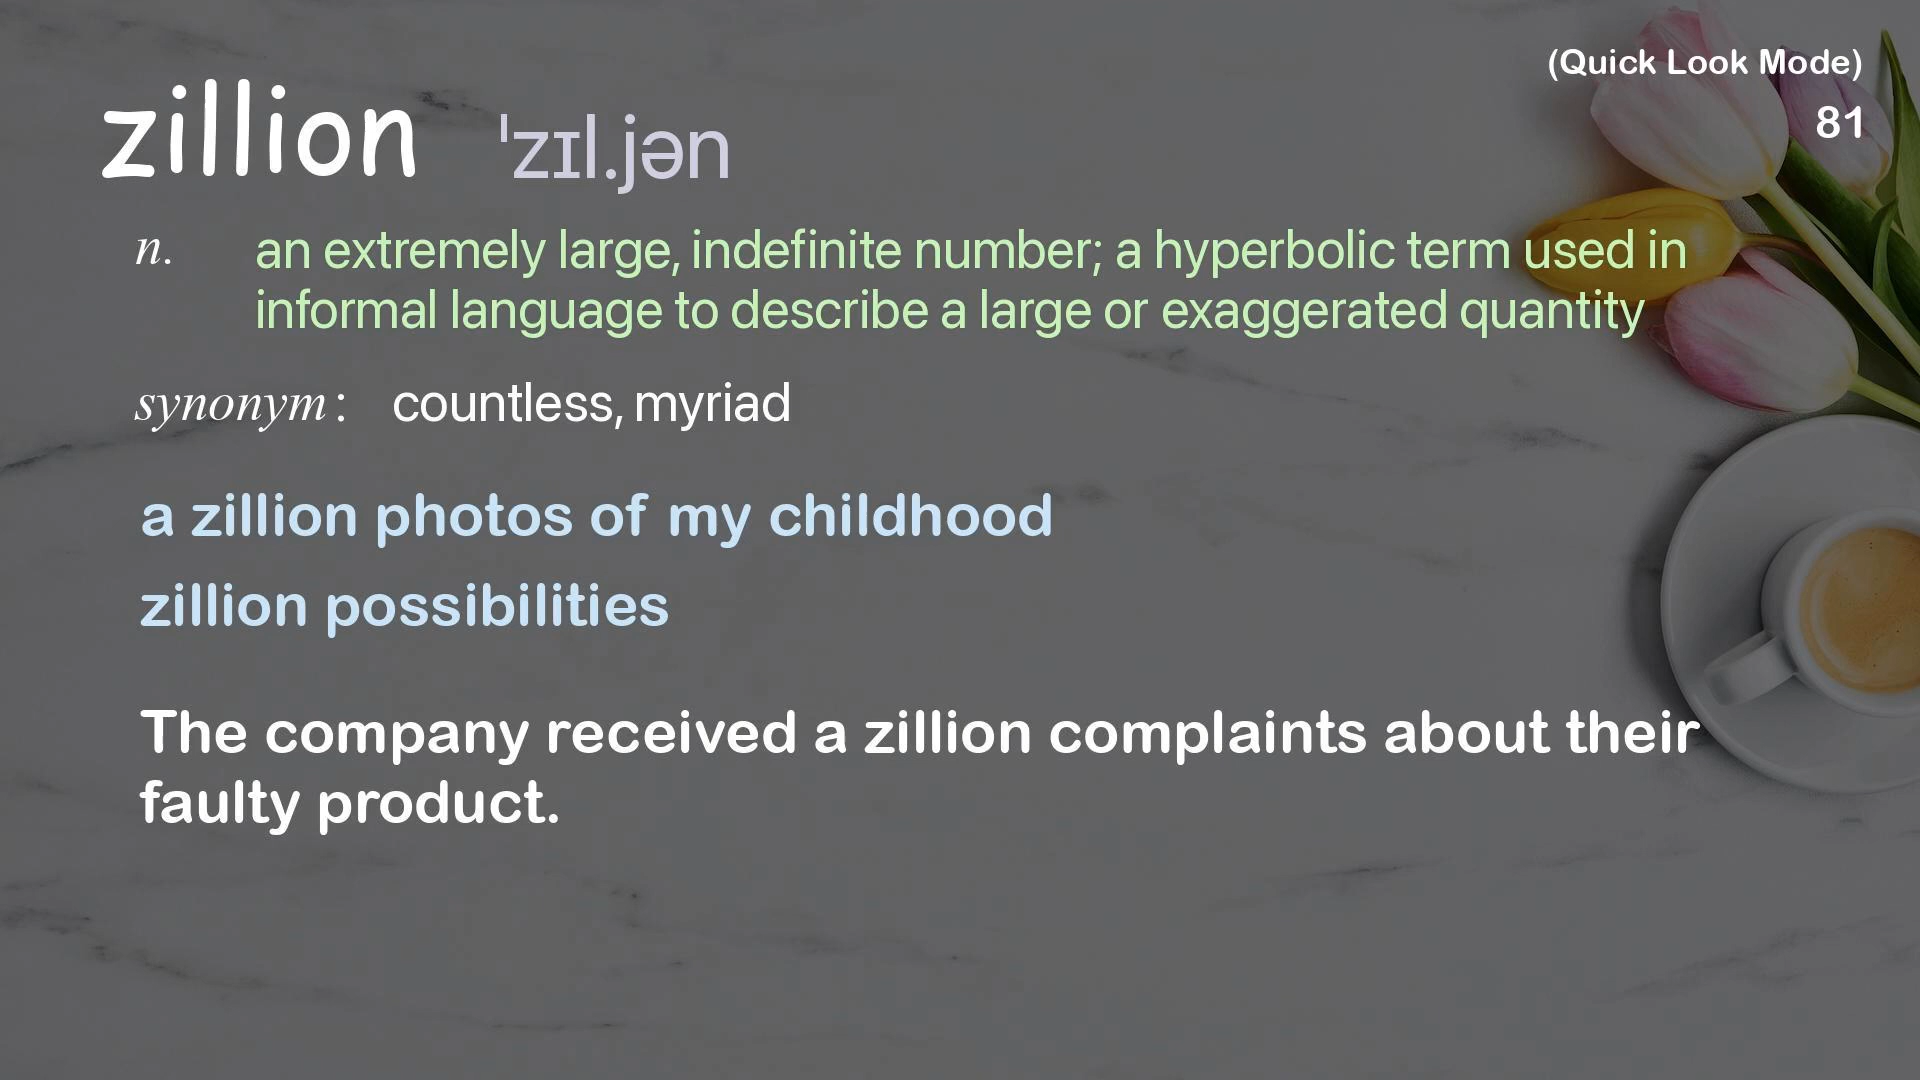 (Quick Look Mode)
81
zillion ˈzɪl.jən
n. an extremely large, indefinite number; a hyperbolic term used in
informal language to describe a large or exaggerated quantity
synonym: countless, myriad
a zillion photos of my childhood
zillion possibilities
The company received a zillion complaints about their
faulty product.